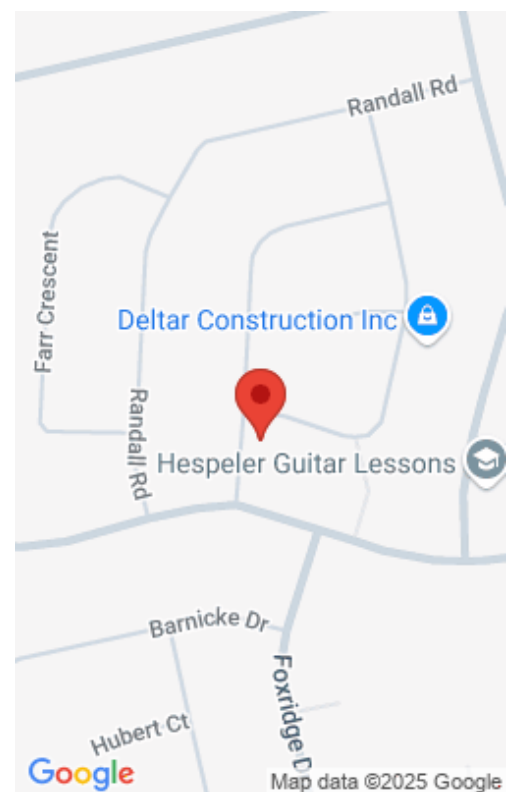 Randall Rd
Farr Crescent
Deltar Construction Inc
Randall Rd
Hespeler Guitar Lessons
Barnicke Dr
Foxridge D
Hubert Ct
Google
Map data ©2025 Google